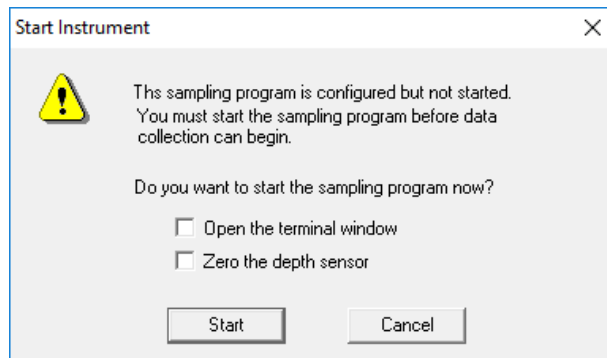 Start Instrument
Ths sampling program is configured but not started.
You must start the sampling program before data
collection can begin.
Do you want to start the sampling program now?
Open the terminal window
Zero the depth sensor
Start
Cancel